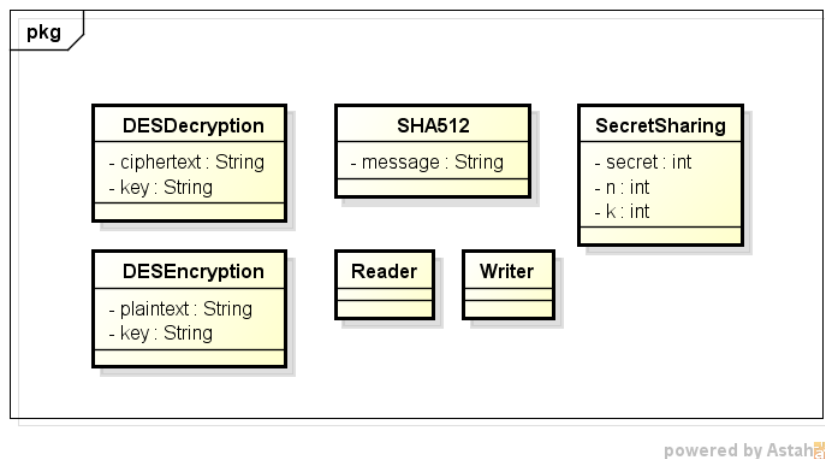 pkg
DESDecryption
- ciphertext : String
- key : String
SHA512
- message : String
SecretSharing
- secret : int
- n : int
- k : int
DESEncryption
- plaintext : String
- key : String
Reader
Writer
powered by Astah